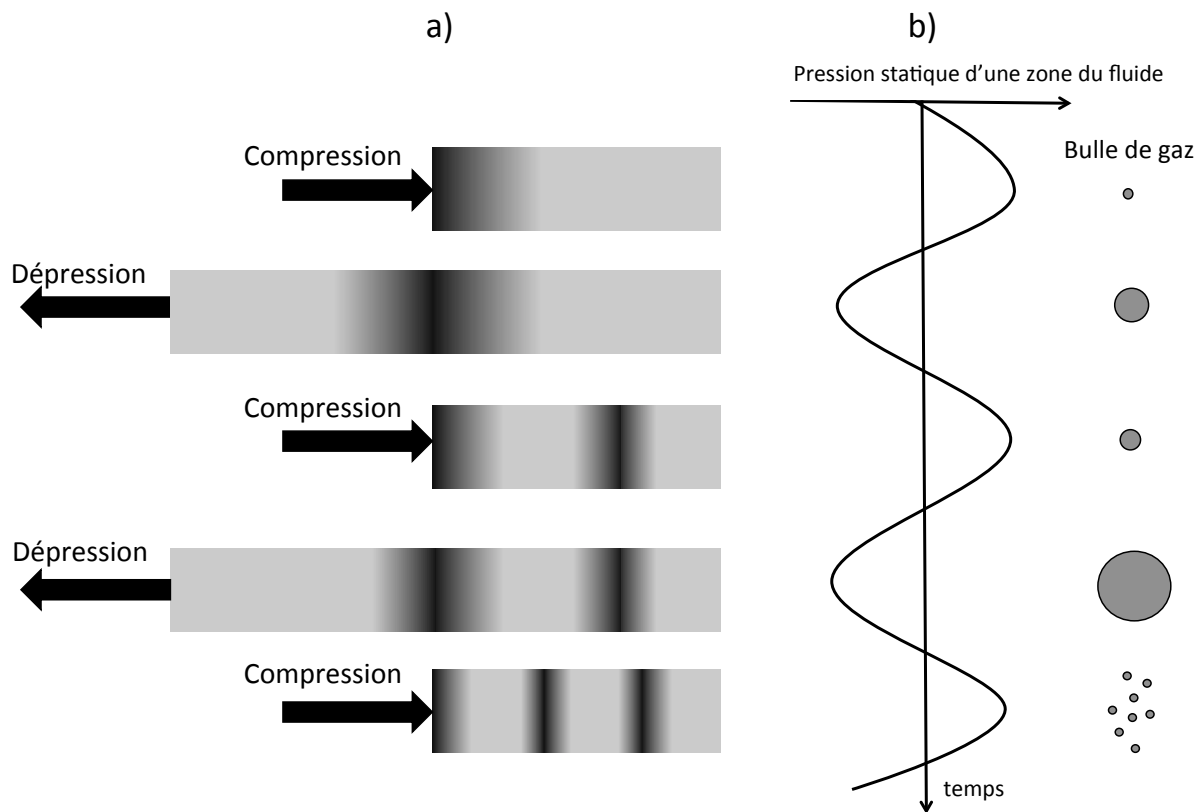 a)
Compression
Dépression
Compression
Dépression
Compression
b)
Pression statique d'une zone du fluide
Bulle de gaz
temps